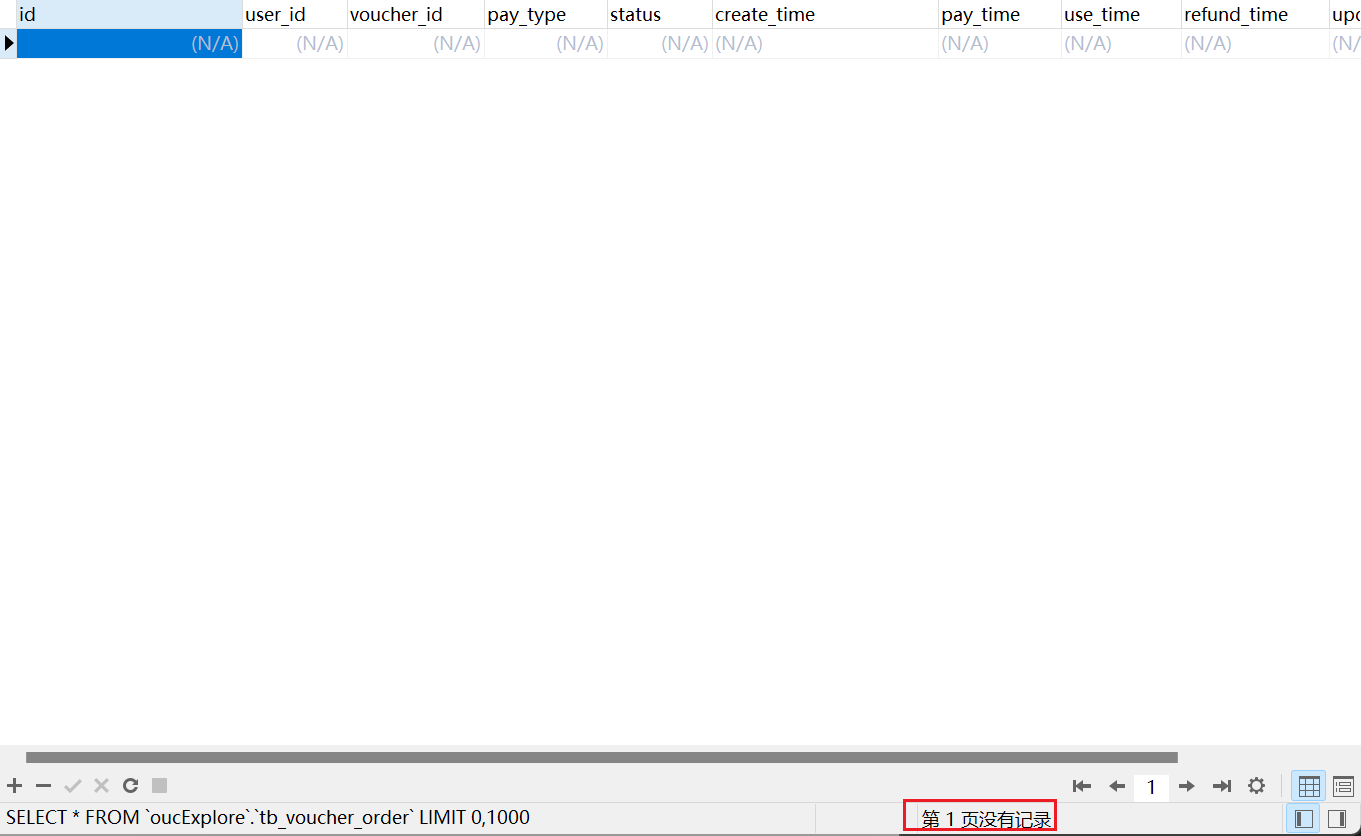 id user_id voucher_id pay_type status create_time pay_time use_time refund_time
(N/A) (N/A) (N/A) (N/A) (N/A) (N/A) (N/A) (N/A) (N/A) (N/
1
SELECT * FROM `oucExplore`.`tb_voucher_order` LIMIT 0,1000 第 1 页没有记录